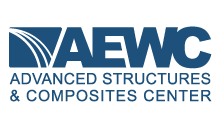 AEWC
ADVANCED STRUCTURES
& COMPOSITES CENTER